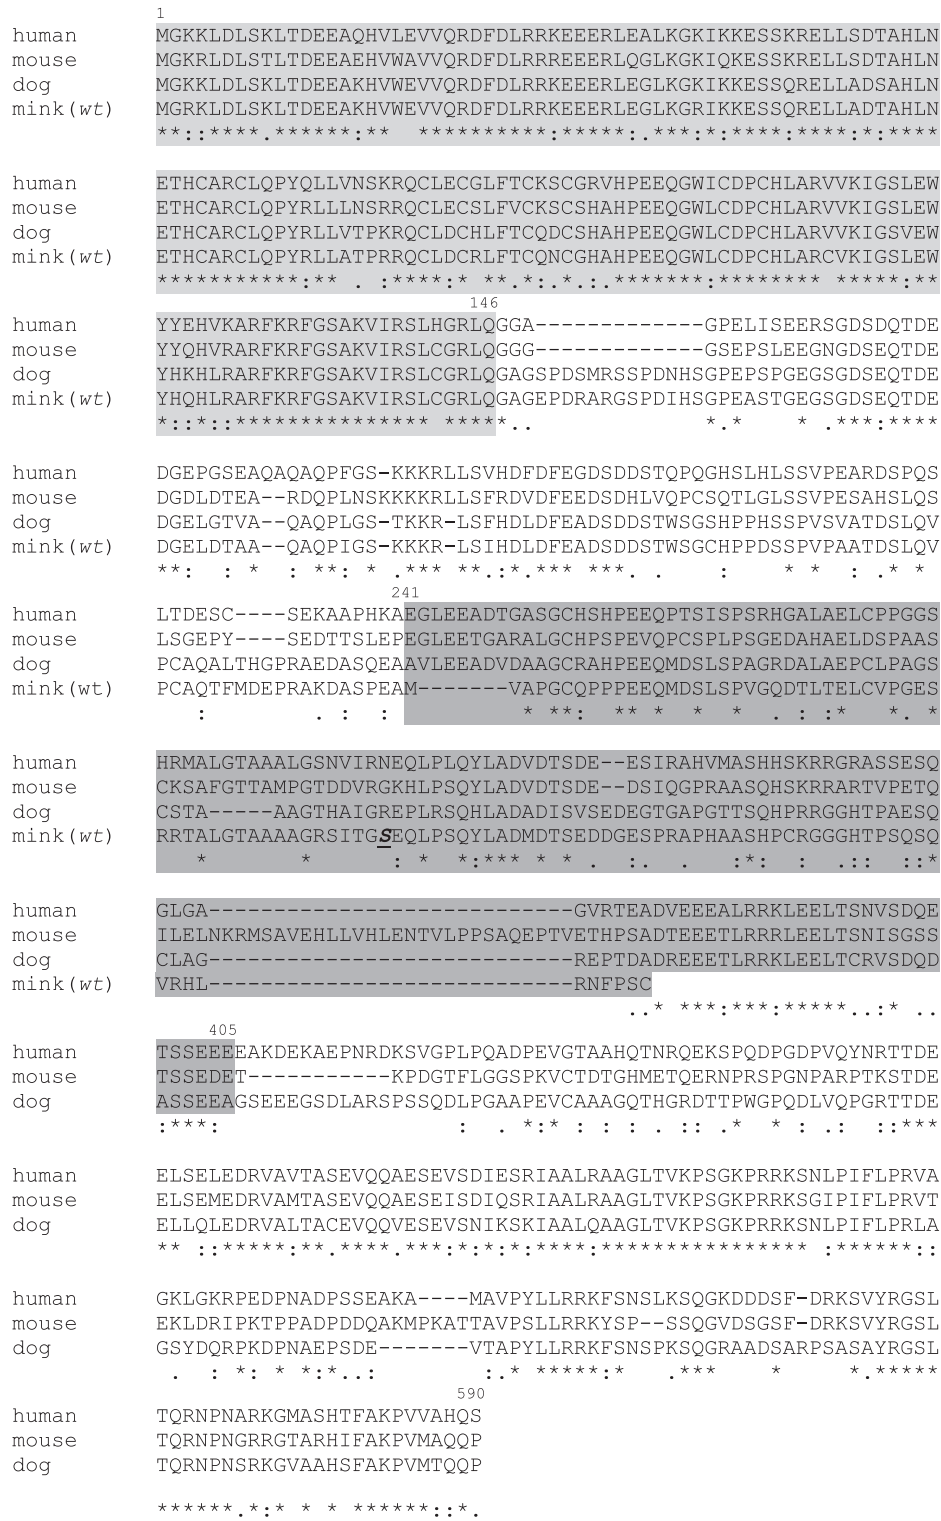 1
human MGKKLDLSKLTDEEAQHVLEVVQRDFDLRRKEEERLEALKGKIKKESSKRELLSDTAHLN
mouse MGKRLDLSTLTDEEAEHVWAVVQRDFDLRRREEERLQGLKGKIQKESSKRELLSDTAHLN
dog MGKKLDLSKLTDEEAKHVWEVVQRDFDLRRKEEERLEGLKGKIKKESSQRELLADSAHLN
mink(wt) MGRKLDLSKLTDEEAKHVWEVVQRDFDLRRKEEERLEGLKGRIKKESSQRELLADTAHLN
**::****.******:** ***********:*****:.***:*:****:****:*:****
human ETHCARCLQPYQLLVNSKRQCLECGLFTCKSCGRVHPEEQGWICDPCHLARVVKIGSLEW
mouse ETHCARCLQPYRLLLNSRRQCLECSLFVCKSCSHAHPEEQGWLCDPCHLARVVKIGSLEW
dog ETHCARCLQPYRLLVTPKRQCLDCHLFTCQDCSHAHPEEQGWLCDPCHLARVVKIGSVEW
mink(wt) ETHCARCLQPYRLLATPRRQCLDCRLFTCQNCGHAHPEEQGWLCDPCHLARCVKIGSLEW
***********:** . :****:* **.*:.*.:.*******:******** *****:**
146
human YYEHVKARFKRFGSAKVIRSLHGRLQGGA-------------GPELISEERSGDSDQTDE
mouse YYQHVRARFKRFGSAKVIRSLCGRLQGGG-------------GSEPSLEEGNGDSEQTDE
dog YHKHLRARFKRFGSAKVIRSLCGRLQGAGSPDSMRSSPDNHSGPEPSPGEGSGDSEQTDE
mink(wt) YHQHLRARFKRFGSAKVIRSLCGRLQGAGEPDRARGSPDIHSGPEASTGEGSGDSEQTDE
*::*::*************** *****.. *.* * .***:****
human DGEPGSEAQAQAQPFGS-KKKRLLSVHDFDFEGDSDDSTQPQGHSLHLSSVPEARDSPQS
mouse DGDLDTEA--RDQPLNSKKKKRLLSFRDVDFEEDSDHLVQPCSQTLGLSSVPESAHSLQS
dog DGELGTVA--QAQPLGS-TKKR-LSFHDLDFEADSDDSTWSGSHPPHSSPVSVATDSLQV
mink(wt) DGELDTAA--QAQPIGS-KKKR-LSIHDLDFEADSDDSTWSGCHPPDSSPVPAATDSLQV
**: : * : **: * .*** **.:*.*** ***. . : * * : .* *
241
human LTDESC----SEKAAPHKAEGLEEADTGASGCHSHPEEQPTSISPSRHGALAELCPPGGS
mouse LSGEPY----SEDTTSLEPEGLEETGARALGCHPSPEVQPCSPLPSGEDAHAELDSPAAS
dog PCAQALTHGPRAEDASQEAAVLEEADVDAAGCRAHPEEQMDSLSPAGRDALAEPCLPAGS
mink(wt) PCAQTFMDEPRAKDASPEAM-------VAPGCQPPPEEQMDSLSPVGQDTLTELCVPGES
: . : : * **: ** * * * . :.:* *. *
human HRMALGTAAALGSNVIRNEQLPLQYLADVDTSDE--ESIRAHVMASHHSKRRGRASSESQ
mouse CKSAFGTTAMPGTDDVRGKHLPSQYLADVDTSDE--DSIQGPRAASQHSKRRARTVPETQ
dog CSTA-----AAGTHAIGREPLRSQHLADADISVSEDEGTGAPGTTSQHPRRGGHTPAESQ
mink(wt) RRTALGTAAAAGRSITGSEQLPSQYLADMDTSEDDGESPRAPHAASHPCRGGGHTPSQSQ
* * : * *:*** * * . :. . :*: : .:: ::*
human GLGA----------------------------GVRTEADVEEEALRRKLEELTSNVSDQE
mouse ILELNKRMSAVEHLLVHLENTVLPPSAQEPTVETHPSADTEEETLRRRLEELTSNISGSS
dog CLAG----------------------------REPTDADREEETLRRKLEELTCRVSDQD
mink(wt) VRHL----------------------------RNFPSC
..* ***:***:*****..:* ..
405
human TSSEEEEAKDEKAEPNRDKSVGPLPQADPEVGTAAHQTNRQEKSPQDPGDPVQYNRTTDE
mouse TSSEDET-----------KPDGTFLGGSPKVCTDTGHMETQERNPRSPGNPARPTKSTDE
dog ASSEEAGSEEEGSDLARSPSSQDLPGAAPEVCAAAGQTHGRDTTPWGPQDLVQPGRTTDE
:***: : . *:* : : : . :: .* * : .: ::***
human ELSELEDRVAVTASEVQQAESEVSDIESRIAALRAAGLTVKPSGKPRRKSNLPIFLPRVA
mouse ELSEMEDRVAMTASEVQQAESEISDIQSRIAALRAAGLTVKPSGKPRRKSGIPIFLPRVT
dog ELLQLEDRVALTACEVQQVESEVSNIKSKIAALQAAGLTVKPSGKPRRKSNLPIFLPRLA
** ::*****:**.****.***:*:*:*:****:**************** :******::
human GKLGKRPEDPNADPSSEAKA----MAVPYLLRRKFSNSLKSQGKDDDSF-DRKSVYRGSL
mouse EKLDRIPKTPPADPDDQAKMPKATTAVPSLLRRKYSP--SSQGVDSGSF-DRKSVYRGSL
dog GSYDQRPKDPNAEPSDE-------VTAPYLLRRKFSNSPKSQGRAADSARPSASAYRGSL
. : *: * *:*..: :.* *****:* .*** * *.*****
590
human TQRNPNARKGMASHTFAKPVVAHQS
mouse TQRNPNGRRGTARHIFAKPVMAQQP
dog TQRNPNSRKGVAAHSFAKPVMTQQP
******.*:* * * *****::*.